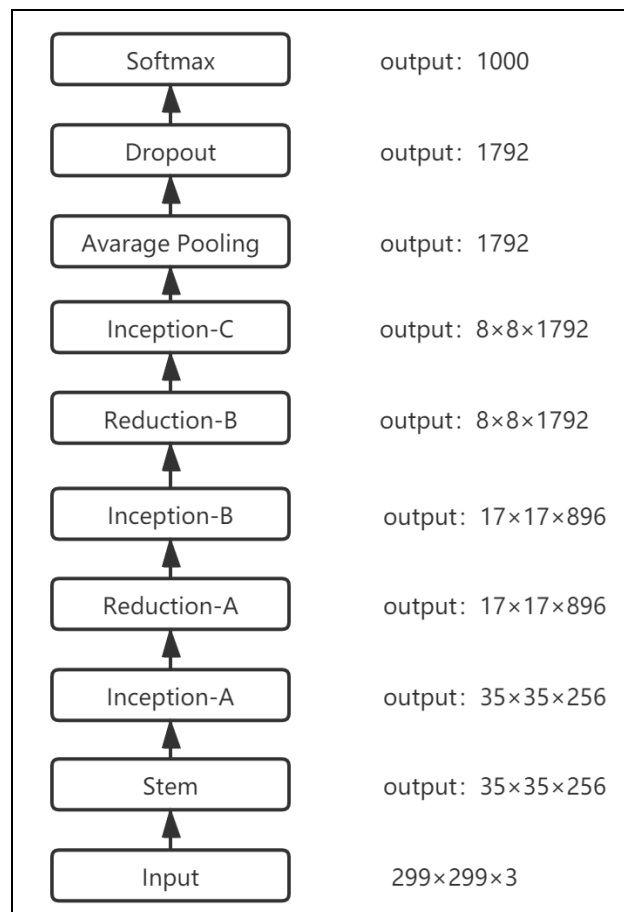 Softmax output: 1000
Dropout output: 1792
Avarage Pooling output: 1792
Inception-C output: 8×8×1792
Reduction-B output: 8×8×1792
Inception-B output: 17×17×896
Reduction-A output: 17×17×896
Inception-A output: 35×35×256
Stem output: 35×35×256
Input 299×299×3